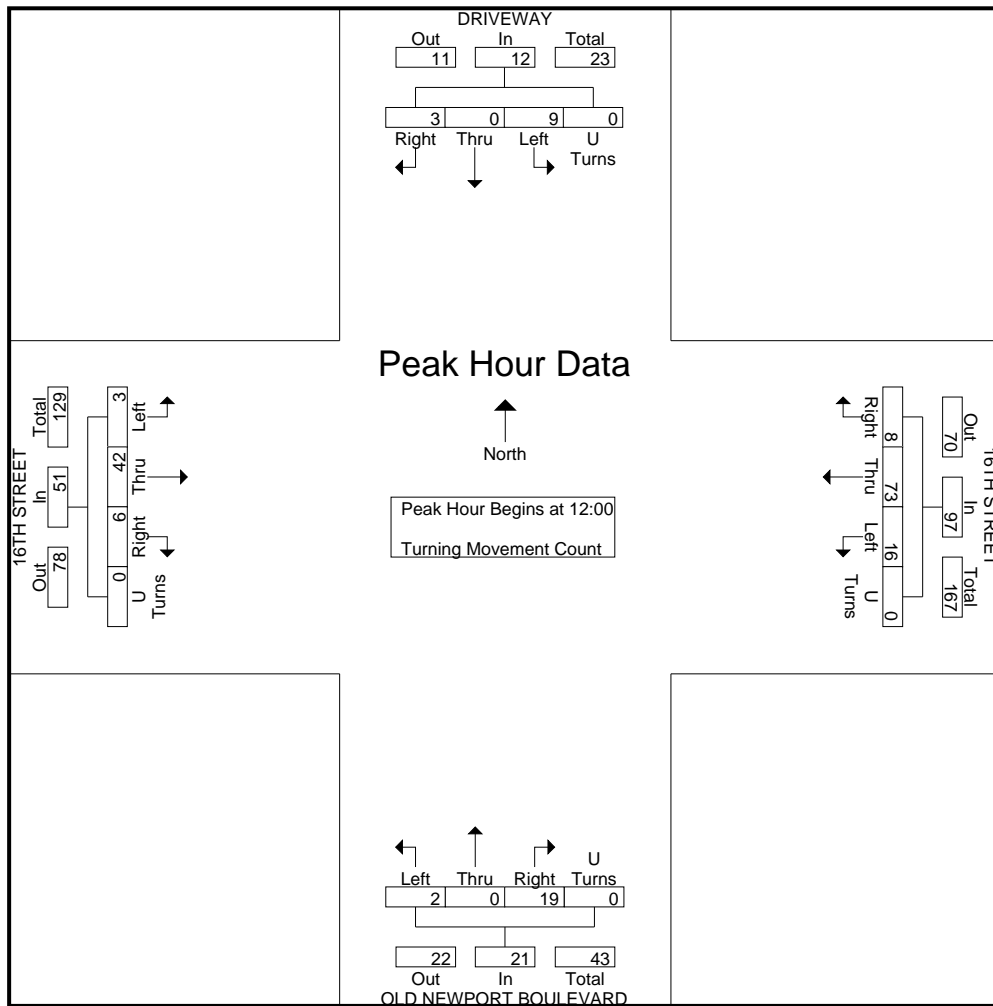 DRIVEWAY
Out In Total
11 12 23
3 0 9 0
Right Thru Left U Turns
Peak Hour Data
North
Peak Hour Begins at 12:00
Turning Movement Count
16TH STREET
Out In Total
78 51 129
Left Thru Right U Turns
3 42 6 0
16TH STREET
Out In Total
70 97 167
Right Thru Left U Turns
8 73 16 0
Left Thru Right U Turns
2 0 19 0
22 21 43
Out In Total
OLD NEWPORT BOULEVARD